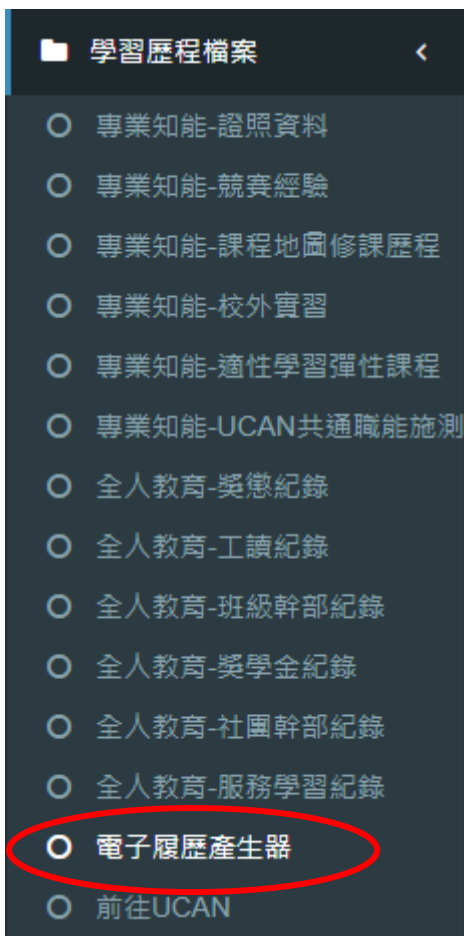 學習歷程檔案
專業知能-證照資料
專業知能-競賽經驗
專業知能-課程地圖修課歷程
專業知能-校外實習
專業知能-適性學習彈性課程
專業知能-UCAN共通職能施測
全人教育-獎懲紀錄
全人教育-工讀紀錄
全人教育-班級幹部紀錄
全人教育-獎學金紀錄
全人教育-社團幹部紀錄
全人教育-服務學習紀錄
電子履歷產生器
前往UCAN